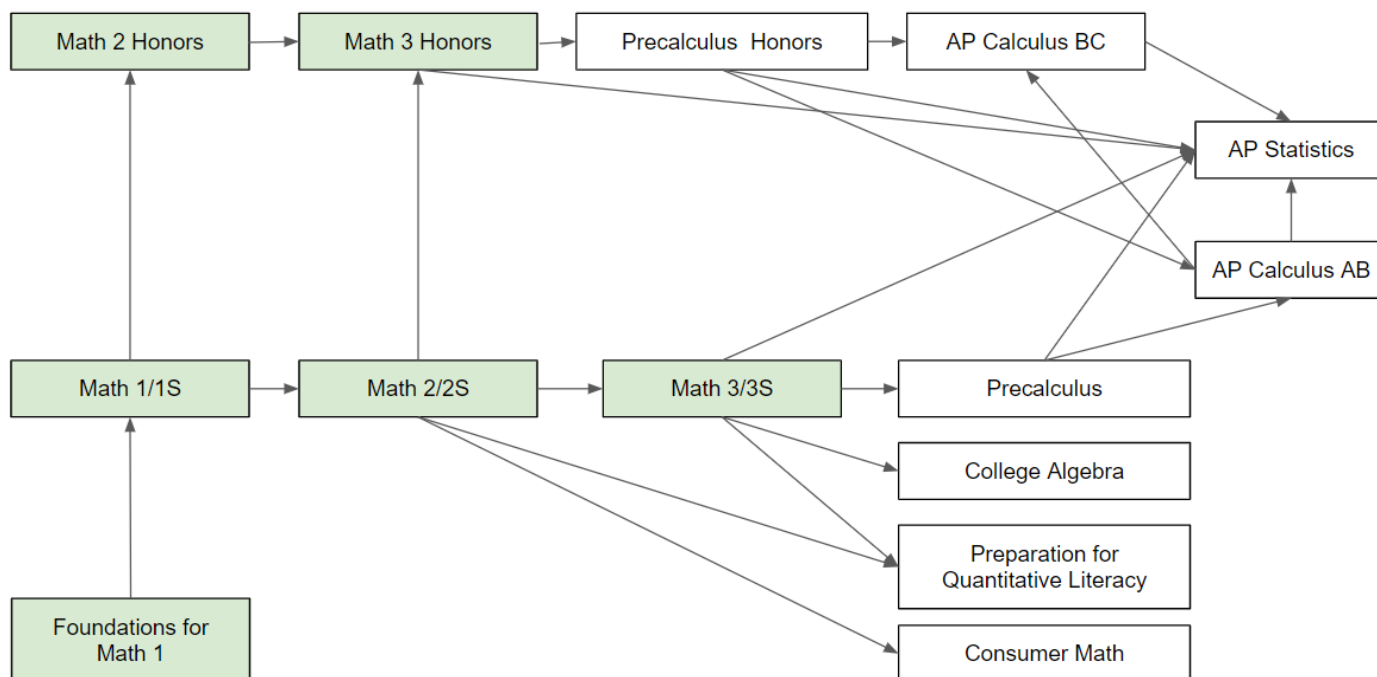 Math 2 Honors
Math 3 Honors
Precalculus Honors
AP Calculus BC
AP Statistics
AP Calculus AB
Math 1/1S
Math 2/2S
Math 3/3S
Precalculus
College Algebra
Preparation for
Quantitative Literacy
Foundations for
Math 1
Consumer Math